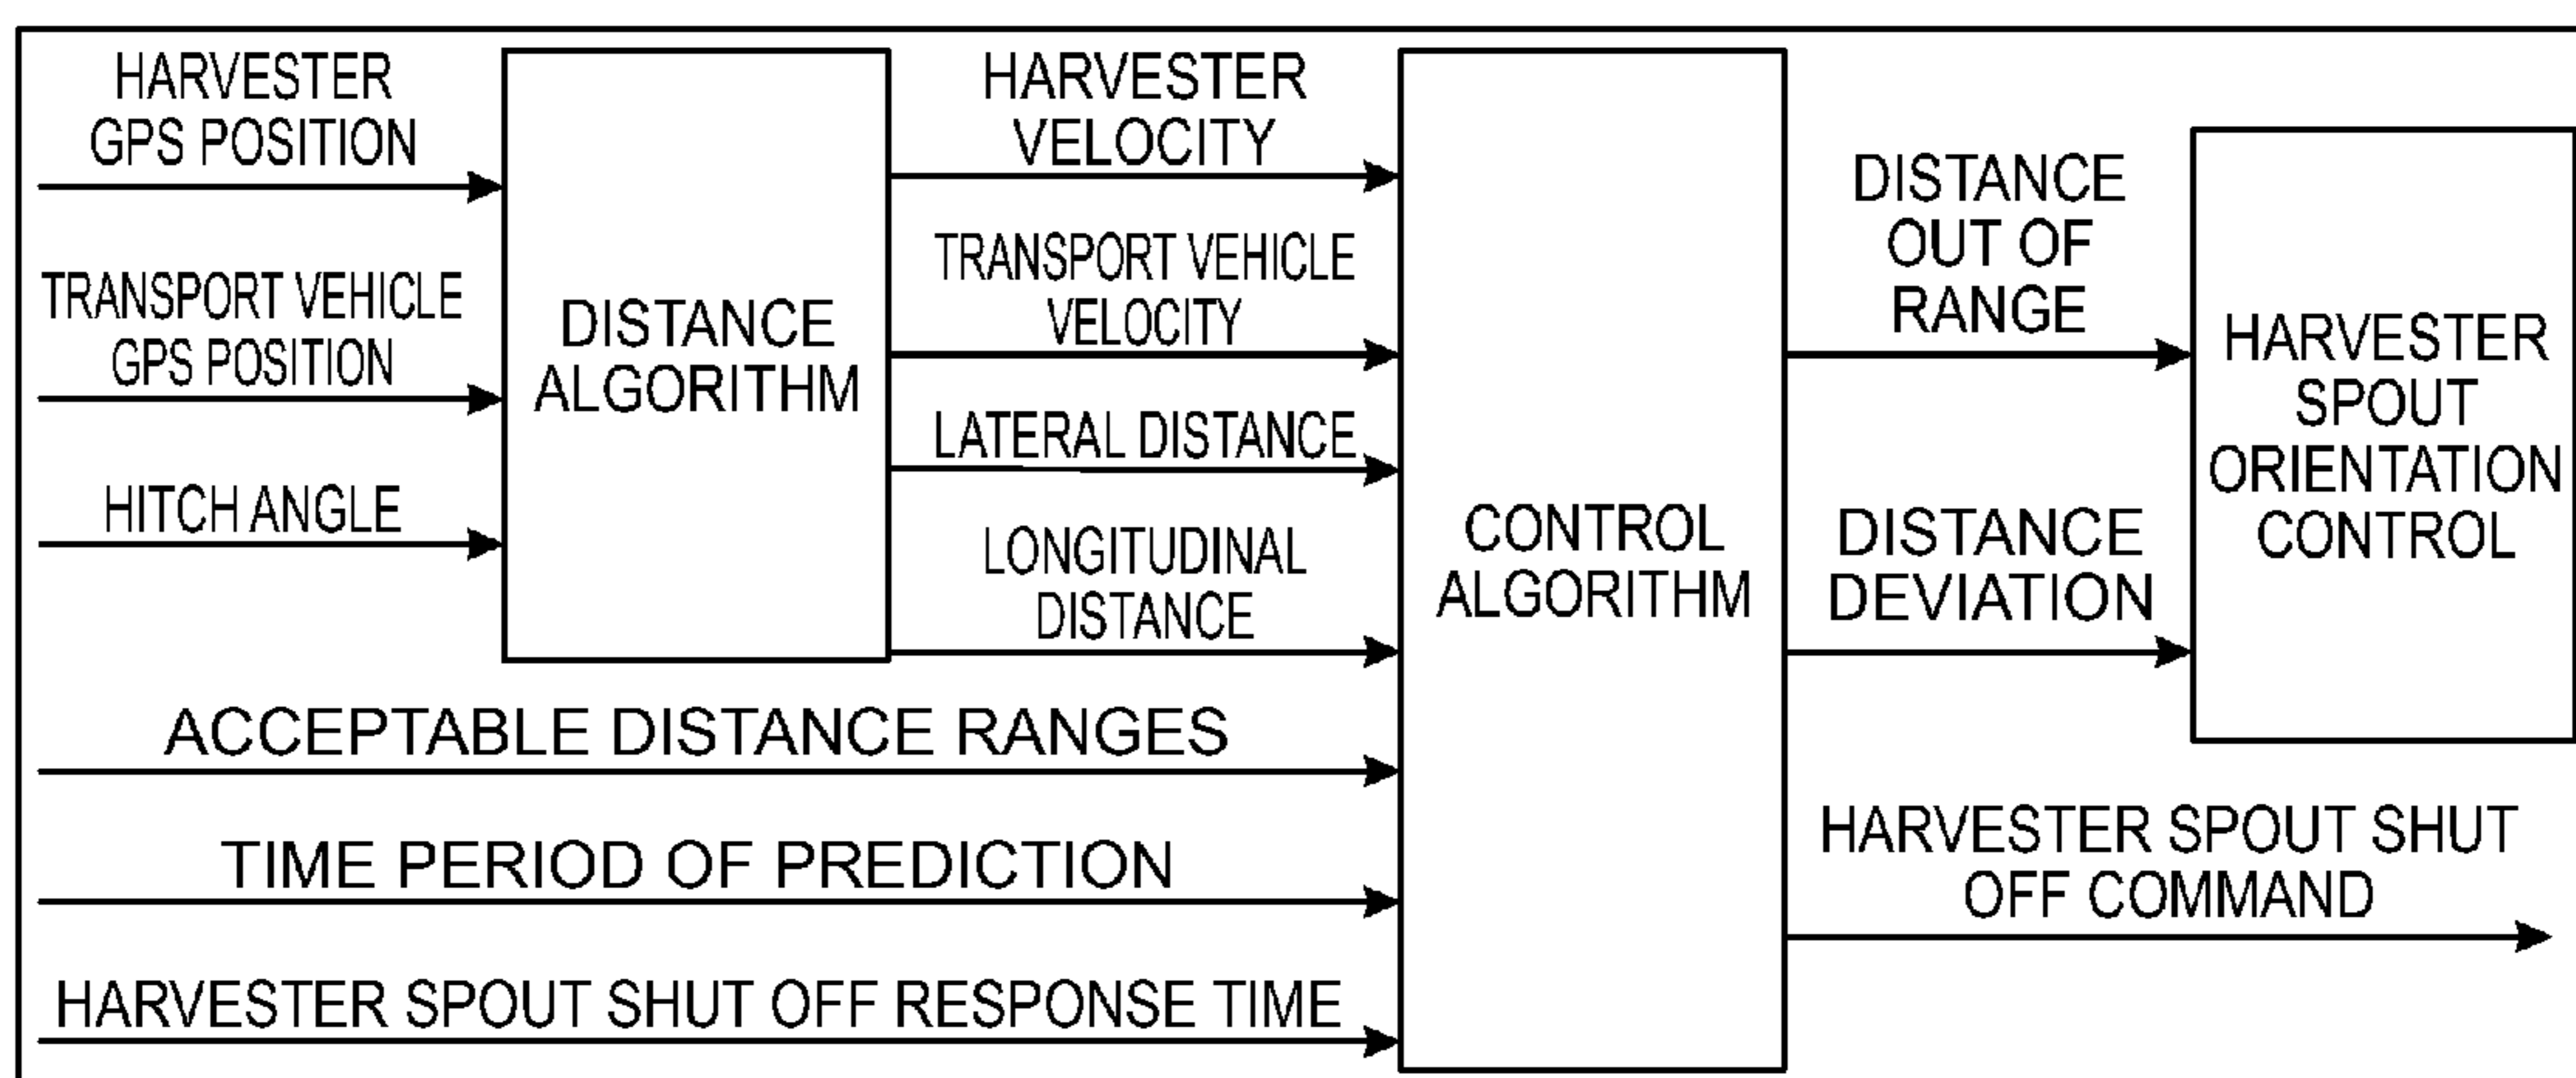 HARVESTER
GPS POSITION
TRANSPORT VEHICLE
GPS POSITION
HITCH ANGLE
DISTANCE
ALGORITHM
HARVESTER
VELOCITY
TRANSPORT VEHICLE
VELOCITY
LATERAL DISTANCE
LONGITUDINAL
DISTANCE
ACCEPTABLE DISTANCE RANGES
TIME PERIOD OF PREDICTION
HARVESTER SPOUT SHUT OFF RESPONSE TIME
CONTROL
ALGORITHM
DISTANCE
OUT OF
RANGE
DISTANCE
DEVIATION
HARVESTER
SPOUT
ORIENTATION
CONTROL
HARVESTER SPOUT SHUT
OFF COMMAND